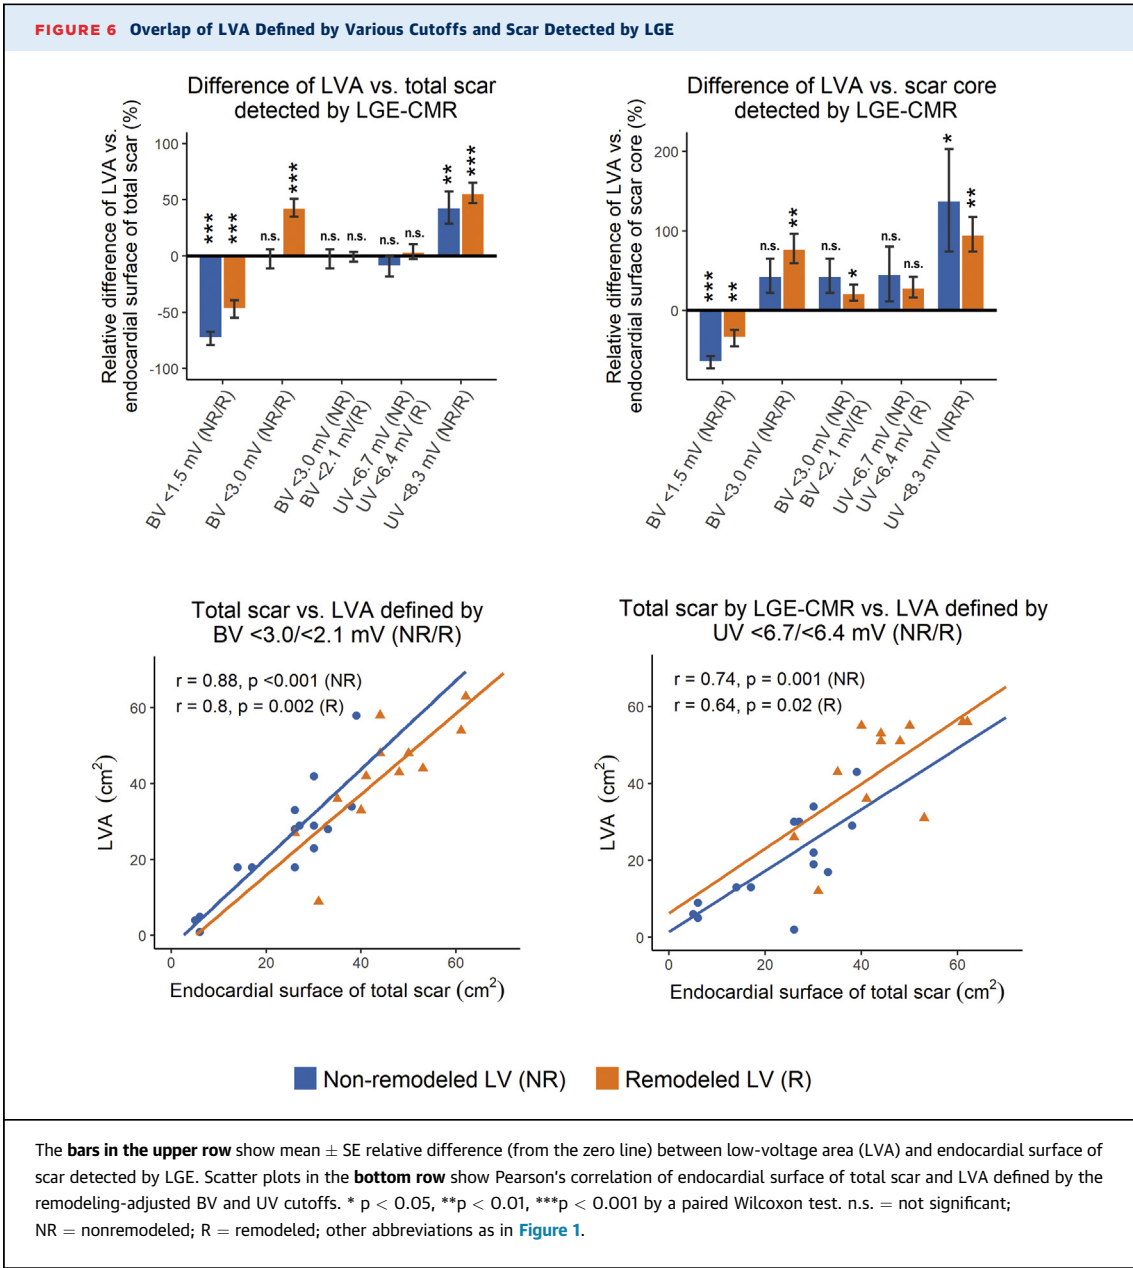 FIGURE 6 Overlap of LVA Defined by Various Cutoffs and Scar Detected by LGE
Difference of LVA vs. total scar
detected by LGE-CMR
Relative difference of LVA vs.
endocardial surface of total scar (%)
100
50
0
-50
-100
***
***
n.s.
***
n.s.
n.s.
n.s.
n.s.
**
***
BV <1.5 mV (NR/R)
BV <3.0 mV (NR/R)
BV <3.0 mV (NR)
BV <2.1 mV(R)
UV <6.7 mV (NR)
UV <6.4 mV (R)
UV <8.3 mV (NR/R)
Difference of LVA vs. scar core
detected by LGE-CMR
Relative difference of LVA vs.
endocardial surface of scar core (%)
200
100
0
***
**
n.s.
**
n.s.
*
n.s.
n.s.
*
**
BV <1.5 mV (NR/R)
BV <3.0 mV (NR/R)
BV <3.0 mV (NR)
BV <2.1 mV(R)
UV <6.7 mV (NR)
UV <6.4 mV (R)
UV <8.3 mV (NR/R)
Total scar vs. LVA defined by
BV <3.0/<2.1 mV (NR/R)
r = 0.88, p <0.001 (NR)
r = 0.8, p = 0.002 (R)
LVA (cm²)
60
40
20
0
0 20 40 60
Endocardial surface of total scar (cm²)
Total scar by LGE-CMR vs. LVA defined by
UV <6.7/<6.4 mV (NR/R)
r = 0.74, p = 0.001 (NR)
r = 0.64, p = 0.02 (R)
LVA (cm²)
60
40
20
0
0 20 40 60
Endocardial surface of total scar (cm²)
Non-remodeled LV (NR) Remodeled LV (R)
The bars in the upper row show mean ± SE relative difference (from the zero line) between low-voltage area (LVA) and endocardial surface of
scar detected by LGE. Scatter plots in the bottom row show Pearson's correlation of endocardial surface of total scar and LVA defined by the
remodeling-adjusted BV and UV cutoffs. * p < 0.05, **p < 0.01, ***p < 0.001 by a paired Wilcoxon test. n.s. = not significant;
NR = nonremodeled; R = remodeled; other abbreviations as in Figure 1.